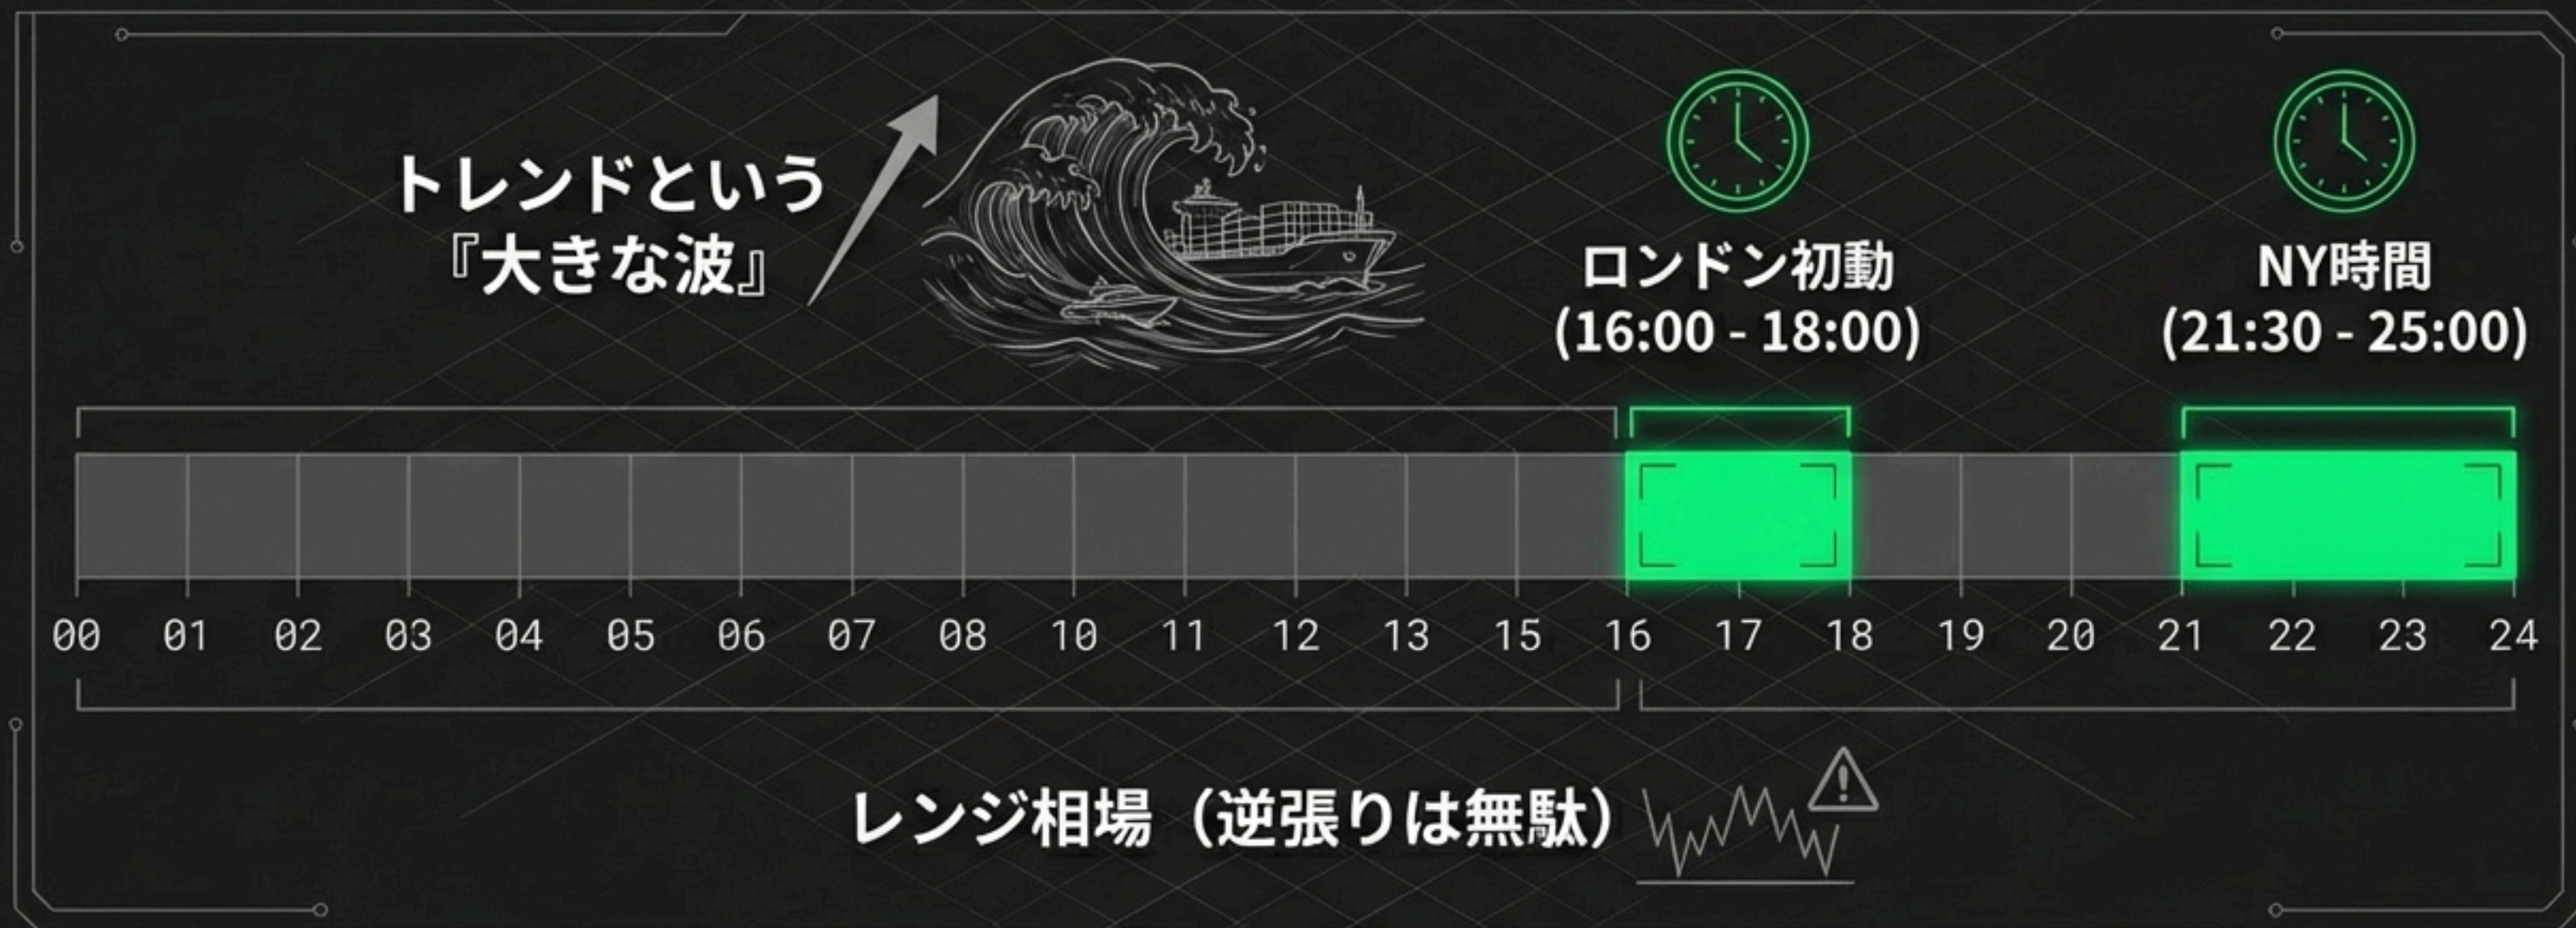 トレンドという
『大きな波』
ロンドン初動
(16:00 - 18:00)
NY時間
(21:30 - 25:00)
00 01 02 03 04 05 06 07 08 10 11 12 13 15 16 17 18 19 20 21 22 23 24
レンジ相場（逆張りは無駄）